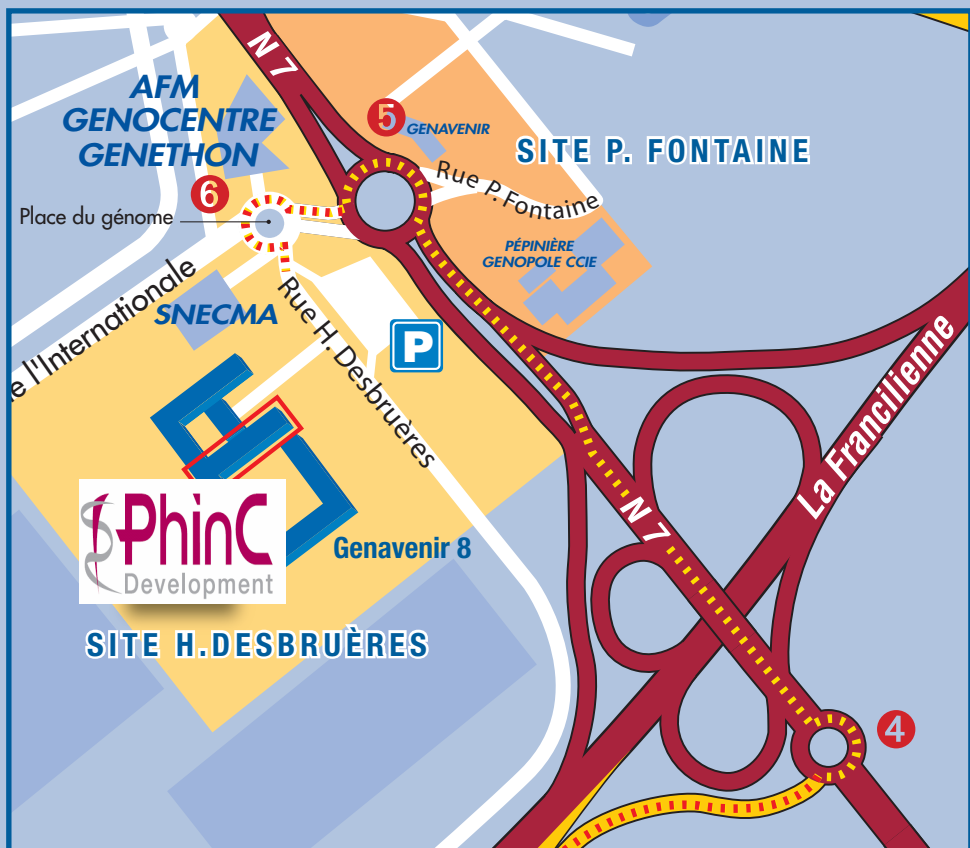 N 7
AFM
GENOCENTRE
GENETHON
5
GENAVENIR
SITE P. FONTAINE
Rue P. Fontaine
6
Place du génome
PÉPINIÈRE
GENOPOLE CCIE
SNECMA
e l'Internationale
Rue H. Desbruères
P
La Francilienne
N 7
PhinC
Development
Genavenir 8
SITE H.DESBRUÈRES
4